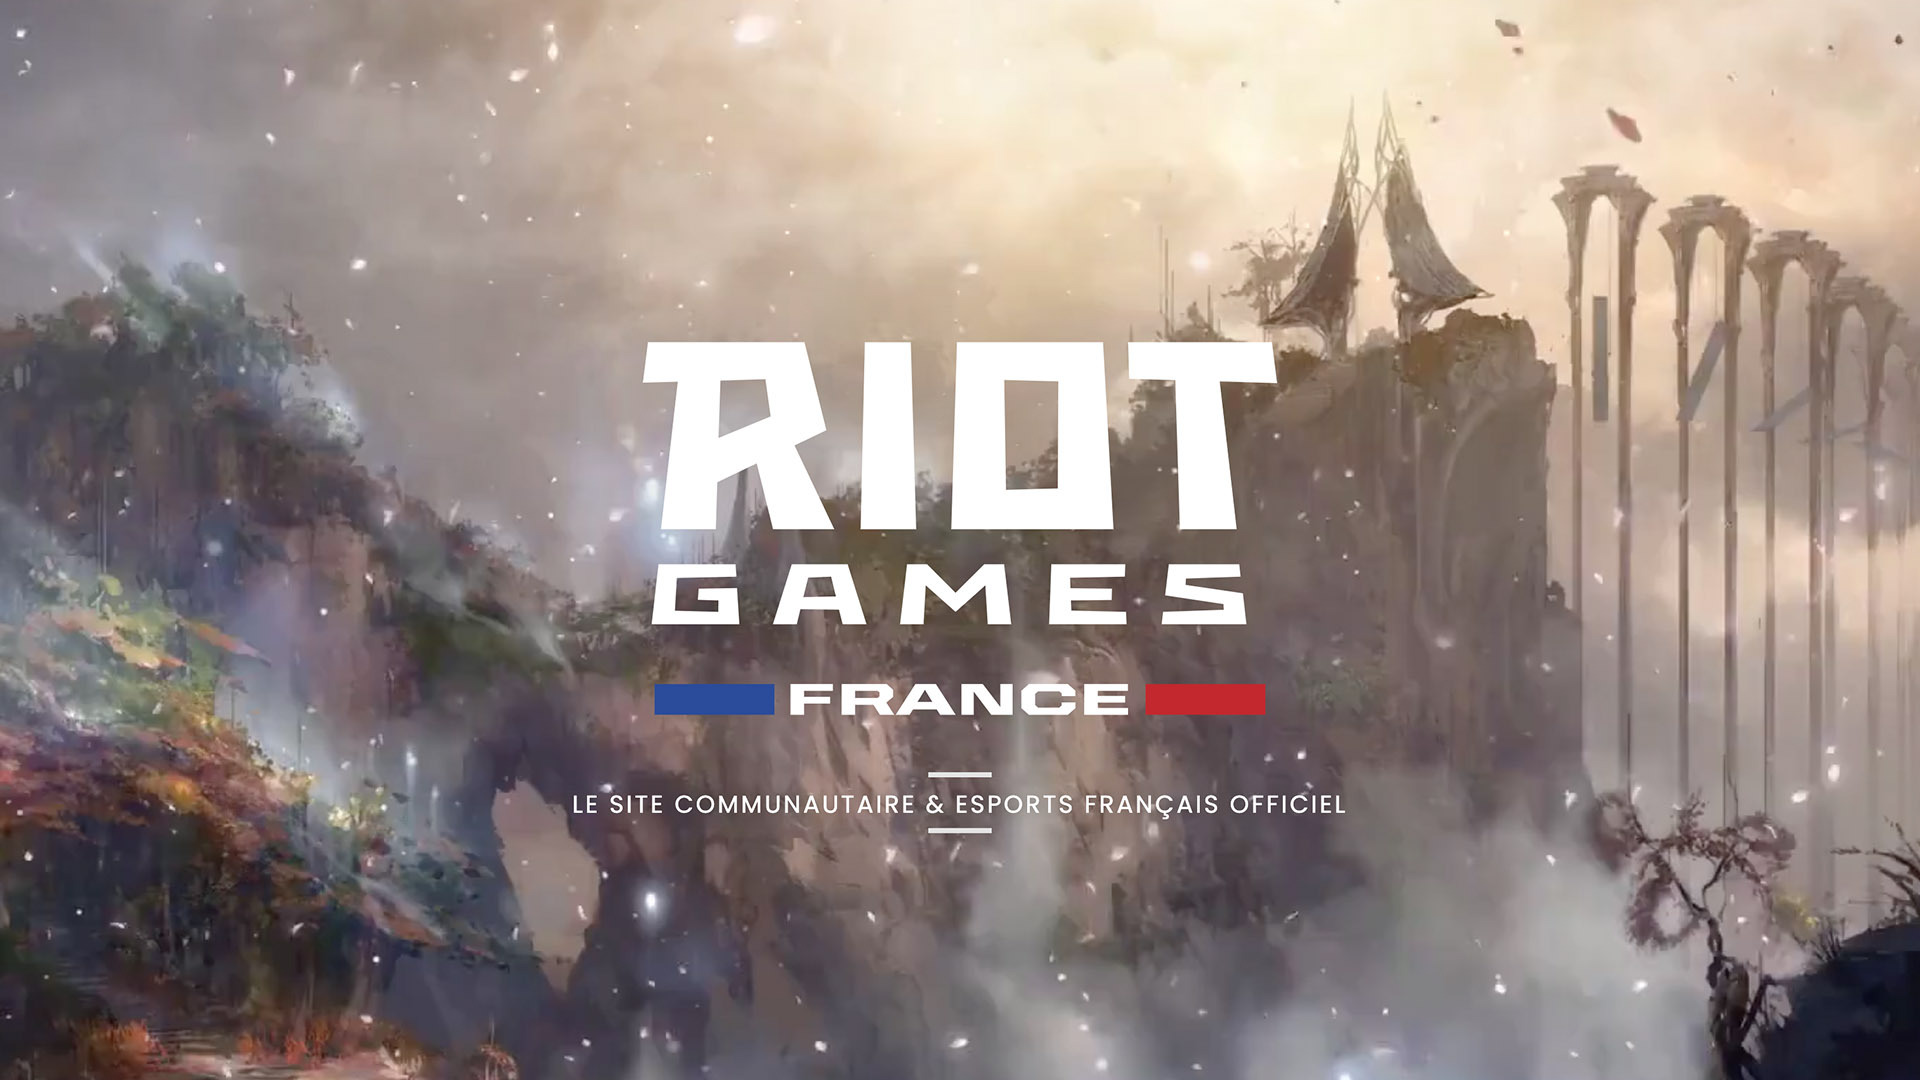 RIOT
GAMES
FRANCE
LE SITE COMMUNAUTAIRE & ESPORTS FRANÇAIS OFFICIEL